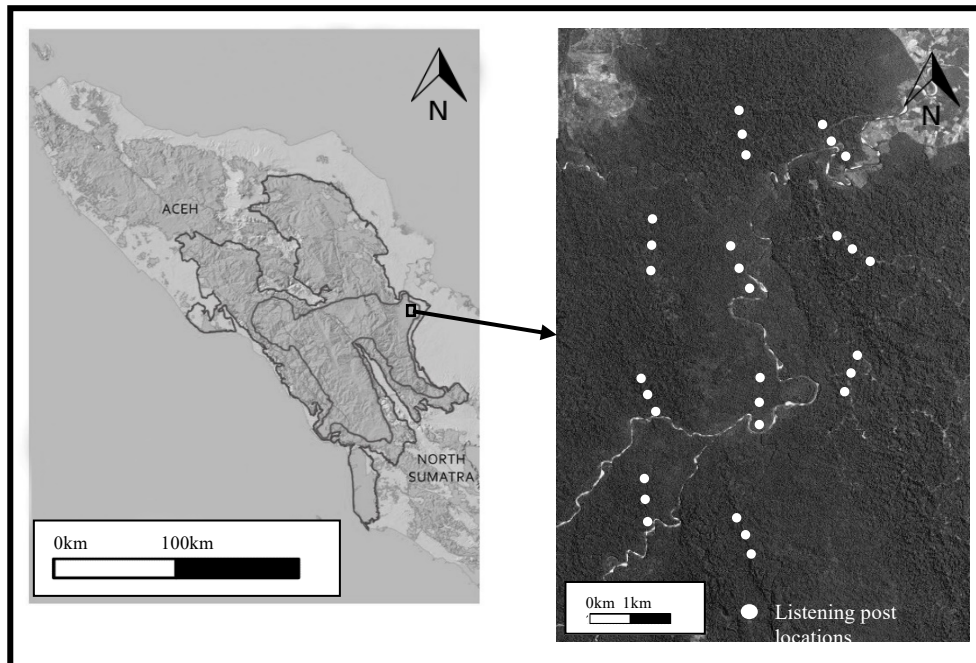 N
ACEH
NORTH
SUMATRA
0km 100km
N
0km 1km
Listening post
locations